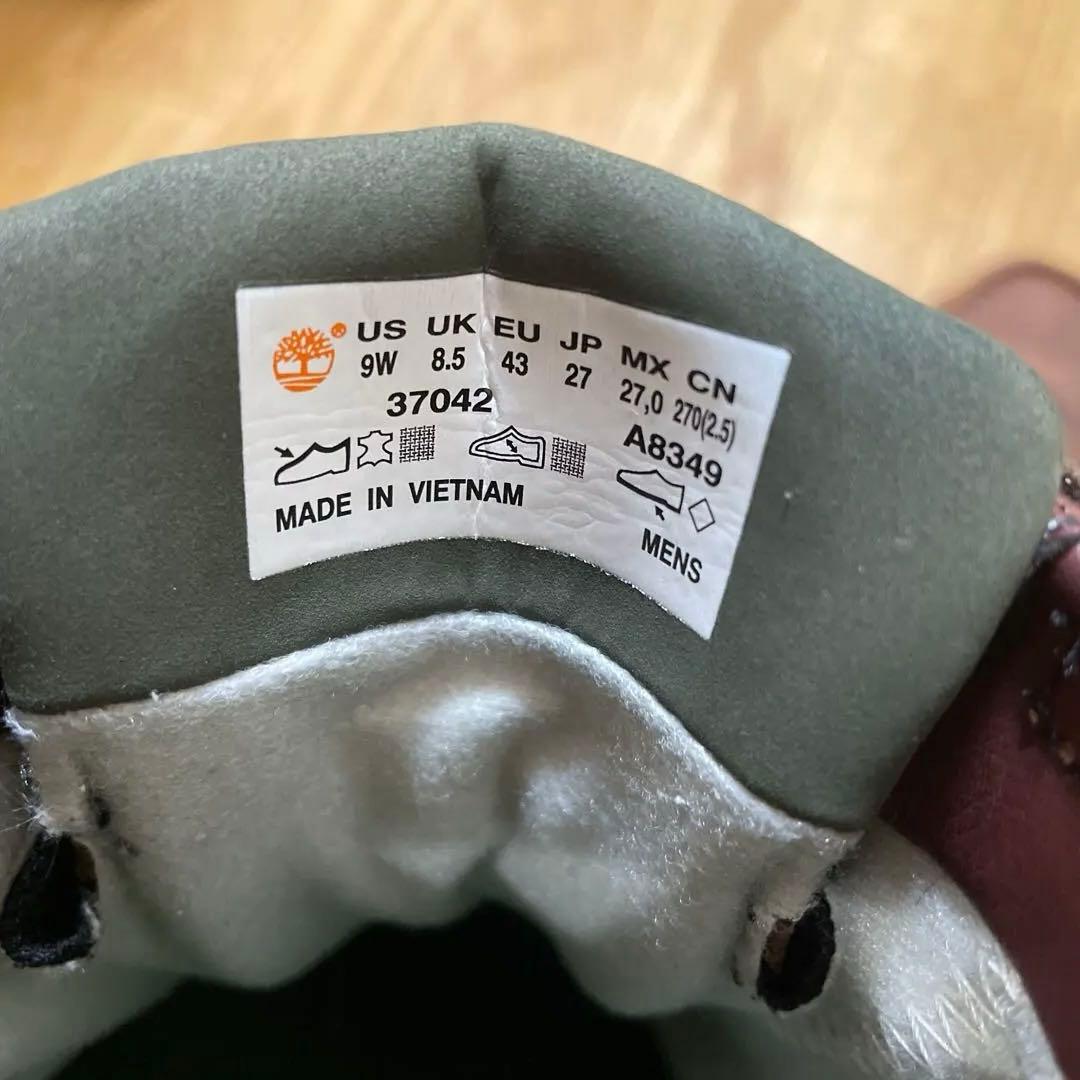 ® US UK EU JP MX CN
9W 8.5 43 27 27,0 270(2.5)
37042 A8349
MADE IN VIETNAM MENS